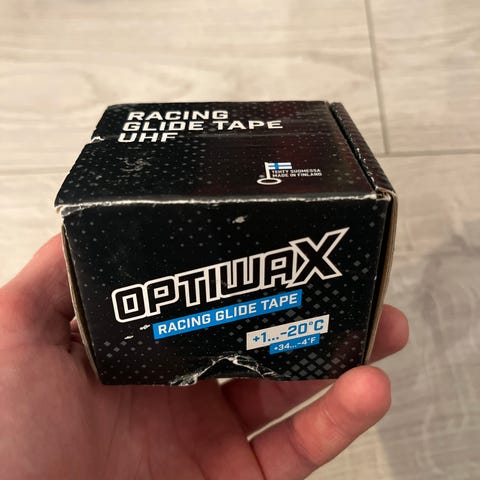 RACING
GLIDE TAPE
UHF
TEHTY SUOMESSA
MADE IN FINLAND
OPTIWAX
RACING GLIDE TAPE
+1...-20°C
+34...-4°F